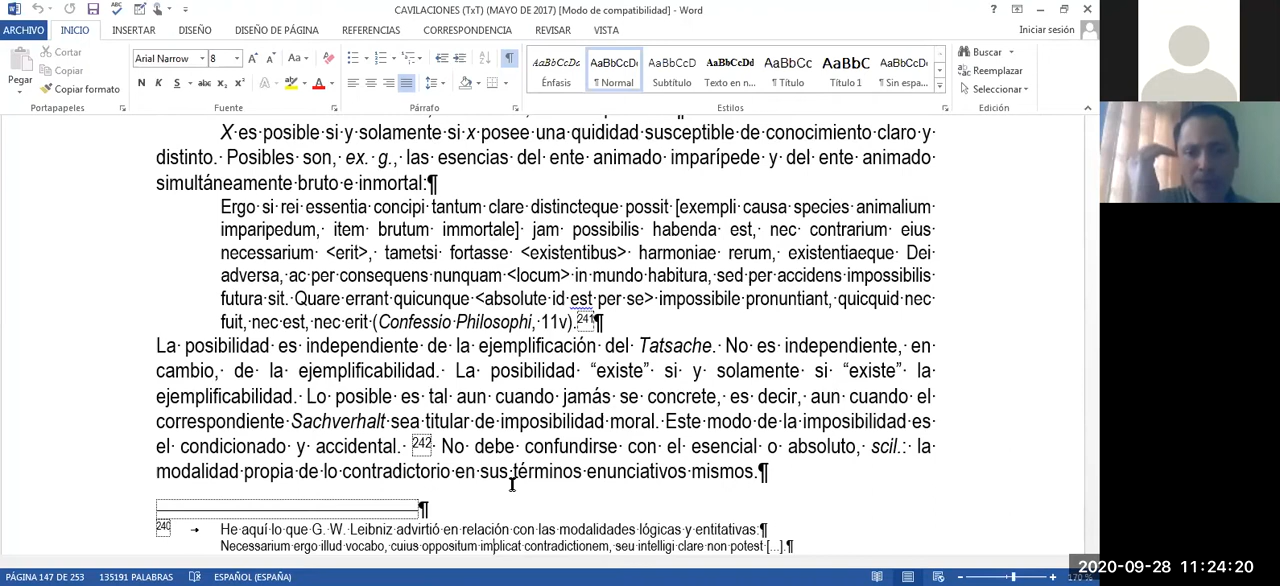 CAVILACIONES (TxT) (MAYO DE 2017) [Modo de compatibilidad] - Word
ARCHIVO INICIO INSERTAR DISEÑO DISEÑO DE PÁGINA REFERENCIAS CORRESPONDENCIA REVISAR VISTA Iniciar sesión
Pegar
Cortar
Copiar
Copiar formato
Portapapeles
Arial Narrow 8
N K S abc x₂ x²
Fuente
Párrafo
AaBbCcDc AaBbCcDc AaBbCcD AaBbCcDd AaBbCc AaBbC AaBbCcDc
Énfasis ¶ Normal Subtítulo Texto en n... ¶ Título Título 1 ¶ Sin espa...
Estilos
Buscar
Reemplazar
Seleccionar
Edición
X es posible si y solamente si x posee una quididad susceptible de conocimiento claro y
distinto. Posibles son, ex. g., las esencias del ente animado imparípede y del ente animado
simultáneamente bruto e inmortal:¶
Ergo si rei essentia concipi tantum clare distincteque possit [exempli causa species animalium
imparipedum, item brutum immortale] jam possibilis habenda est, nec contrarium eius
necessarium <erit>, tametsi fortasse <existentibus> harmoniae rerum, existentiaeque Dei
adversa, ac per consequens nunquam <locum> in mundo habitura, sed per accidens impossibilis
futura sit. Quare errant quicunque <absolute id est per se> impossibile pronuntiant, quicquid nec
fuit, nec est, nec erit (Confessio Philosophi, 11v).241¶
La posibilidad es independiente de la ejemplificación del Tatsache. No es independiente, en
cambio, de la ejemplificabilidad. La posibilidad “existe” si y solamente si “existe” la
ejemplificabilidad. Lo posible es tal aun cuando jamás se concrete, es decir, aun cuando el
correspondiente Sachverhalt sea titular de imposibilidad moral. Este modo de la imposibilidad es
el condicionado y accidental. 242 No debe confundirse con el esencial o absoluto, scil.: la
modalidad propia de lo contradictorio en sus términos enunciativos mismos.¶
¶
240 → He aquí lo que G. W. Leibniz advirtió en relación con las modalidades lógicas y entitativas:¶
Necessarium ergo illud vocabo, cuius oppositum implicat contradictionem, seu intelligi clare non potest [...].¶
PÁGINA 147 DE 253 135191 PALABRAS ESPAÑOL (ESPAÑA) 170 %
2020-09-28 11:24:20